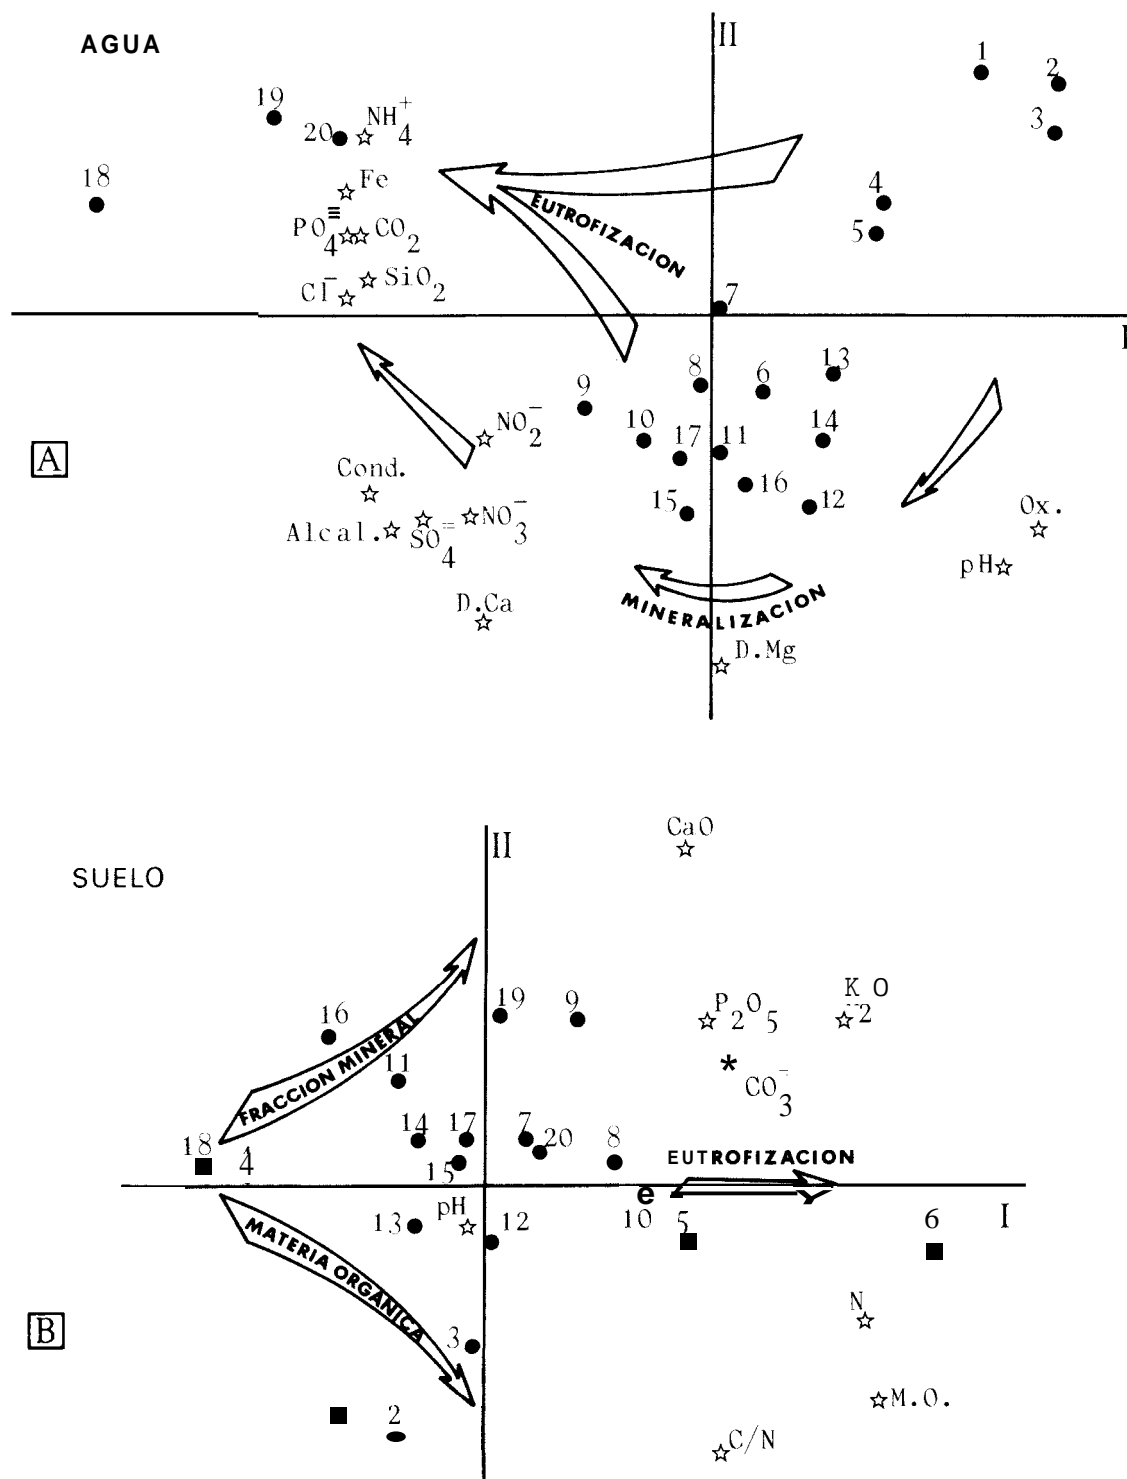 AGUA
II
1
2
19
3
20 NH4+
18
Fe
4
PO4≡ CO2
5
EUTROFIZACION
SiO2
Cl-
7
I
13
8
6
9
NO2-
10
14
17
11
A
Cond.
16
15
12
Ox.
Alcal.
SO4=
NO3-
pH
D.Ca
MINERALIZACION
D.Mg
CaO
II
SUELO
K2O
P2O5
19
9
16
CO3=
FRACCION MINERAL
11
14
17
7
20
8
18
4
15
EUTROFIZACION
e
pH
13
12
10
5
6
I
MATERIA ORGANICA
N
B
3
M.O.
2
C/N